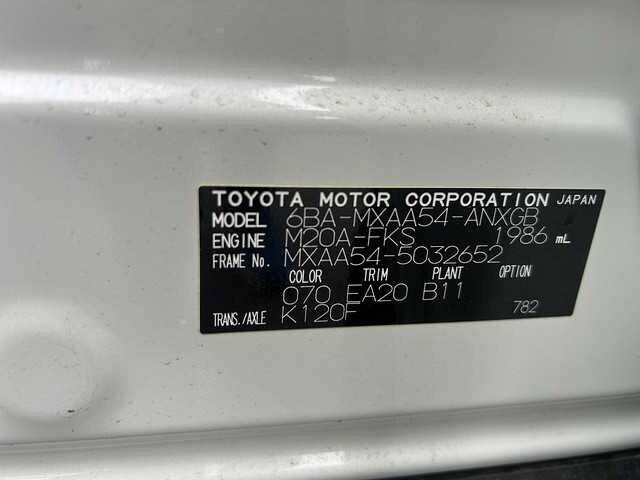 TOYOTA MOTOR CORPORATION JAPAN
MODEL 6BA-MXAA54-ANXGB
ENGINE M20A-FKS 1986 mL
FRAME No. MXAA54-5032652
COLOR TRIM PLANT OPTION
070 EA20 B11
TRANS./AXLE K120F 782